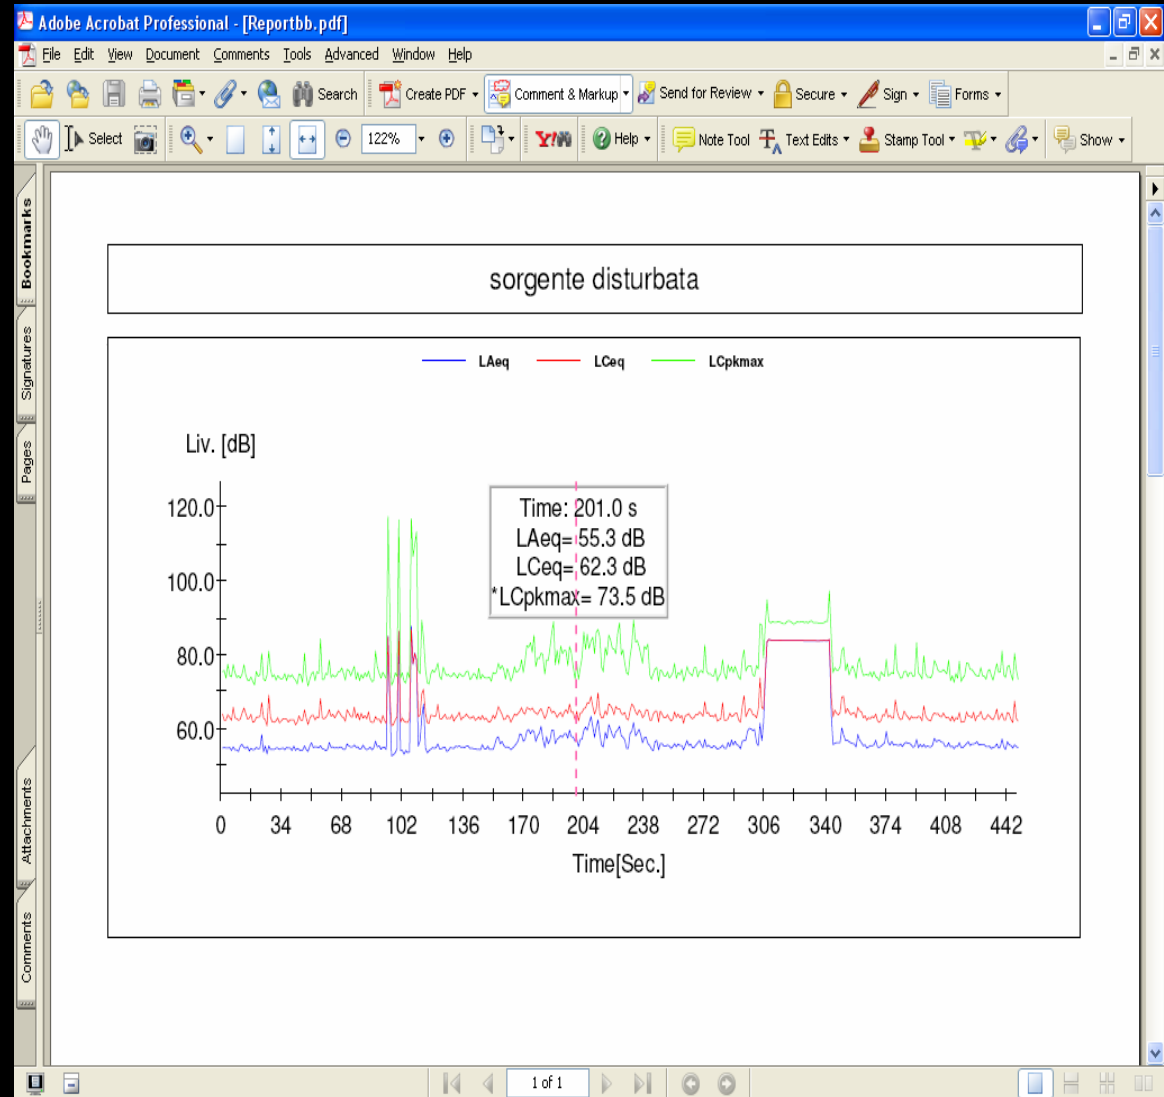 Adobe Acrobat Professional - [Reportbb.pdf]
File Edit View Document Comments Tools Advanced Window Help
Search Create PDF Comment & Markup Send for Review Secure Sign Forms
Select 122% Y! Help Note Tool Text Edits Stamp Tool Show
Bookmarks
Signatures
Pages
Attachments
Comments
sorgente disturbata
LAeq LCeq LCpkmax
Liv. [dB]
120.0
100.0
80.0
60.0
Time: 201.0 s
LAeq= 55.3 dB
LCeq= 62.3 dB
*LCpkmax= 73.5 dB
0 34 68 102 136 170 204 238 272 306 340 374 408 442
Time[Sec.]
1 of 1